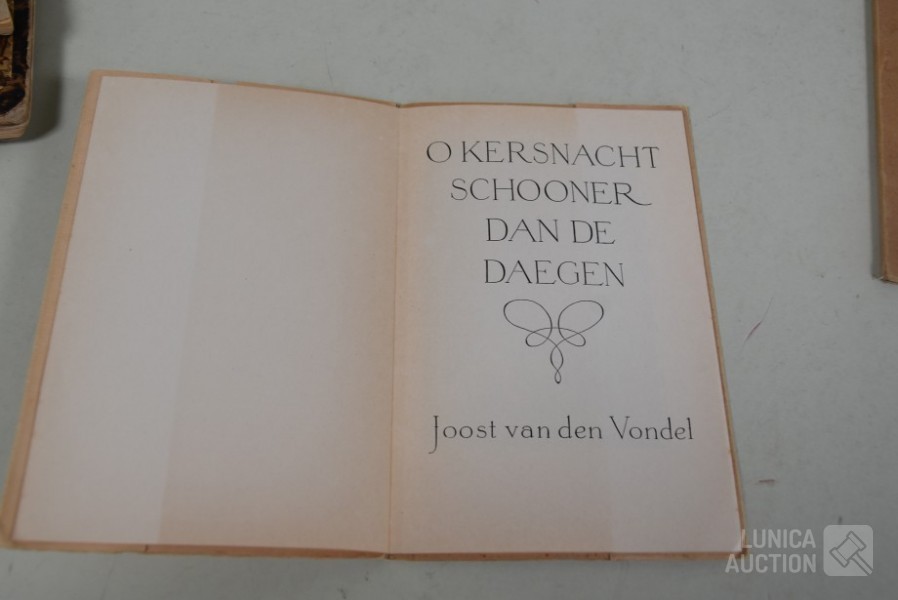 O KERSNACHT
SCHOONER
DAN DE
DAEGEN
Joost van den Vondel
LUNICA
AUCTION